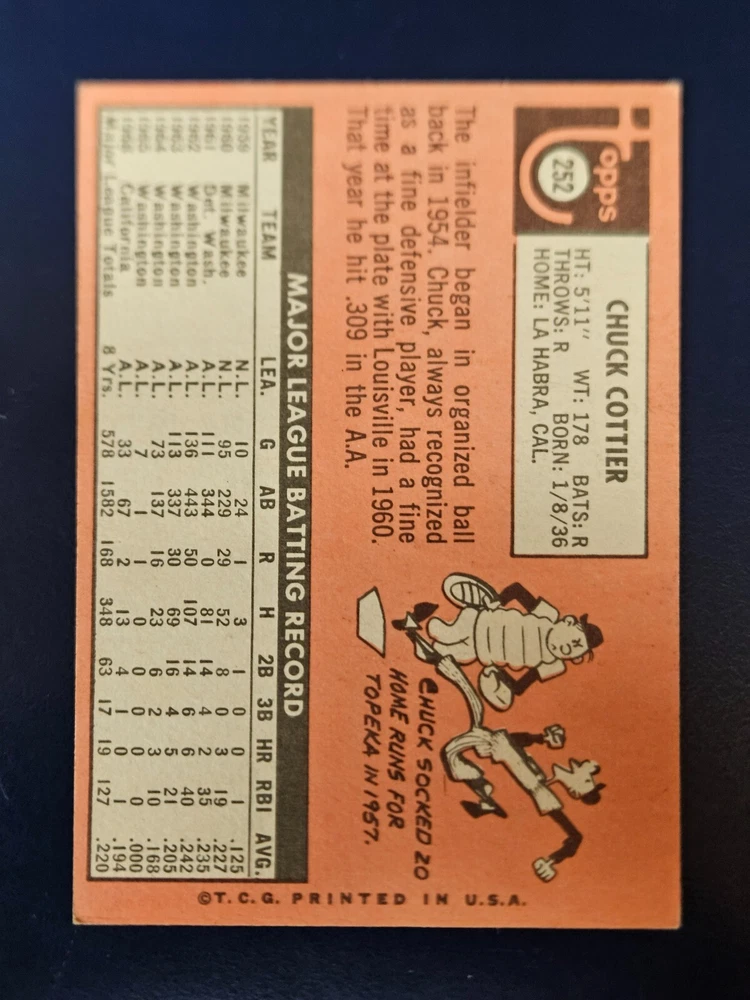 Topps
252
CHUCK COTTIER
HT: 5'11" WT: 178 BATS: R
THROWS: R BORN: 1/8/36
HOME: LA HABRA, CAL.
The infielder began in organized ball
back in 1954. Chuck, always recognized
as a fine defensive player, had a fine
time at the plate with Louisville in 1960.
That year he hit .309 in the A.A.
CHUCK SOCKED 20
HOME RUNS FOR
TOPEKA IN 1957.
MAJOR LEAGUE BATTING RECORD
YEAR TEAM LEA. G AB R H 2B 3B HR RBI AVG.
1959 Milwaukee N.L. 10 24 1 3 1 0 0 1 .125
1960 Milwaukee N.L. 95 229 29 52 8 0 3 19 .227
1961 Det. Wash. A.L. 111 344 0 81 14 4 2 35 .235
1962 Washington A.L. 136 443 50 107 14 6 6 40 .242
1963 Washington A.L. 113 337 30 69 16 4 5 21 .205
1964 Washington A.L. 73 137 16 23 6 2 3 10 .168
1965 Washington A.L. 7 1 1 0 0 0 0 0 .000
1968 California A.L. 33 67 2 13 4 1 0 1 .194
Major League Totals 8 Yrs. 578 1582 168 348 63 17 19 127 .220
©T.C.G. PRINTED IN U.S.A.